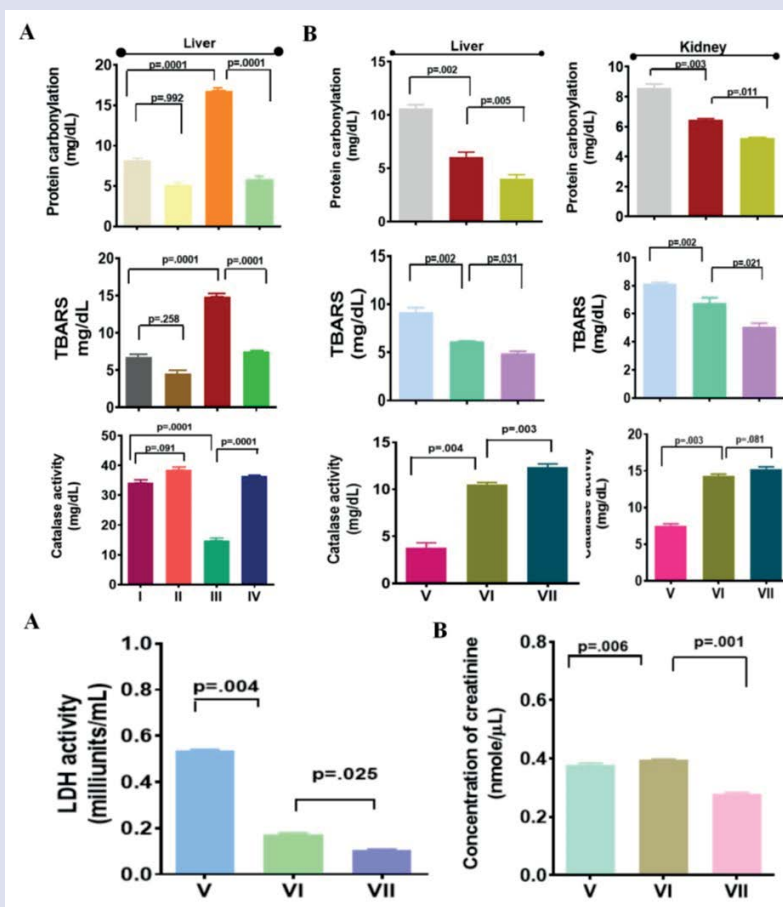 A
Liver
Protein carbonylation
(mg/dL)
20
15
10
5
0
p=.0001
p=.0001
p=.992
TBARS
mg/dL
20
15
10
5
0
p=.0001
p=.0001
p=.258
Catalase activity
(mg/dL)
50
40
30
20
10
0
p=.0001
p=.091
p=.0001
I II III IV
B
Liver
Protein carbonylation
(mg/dL)
15
10
5
0
p=.002
p=.005
TBARS
(mg/dL)
15
10
5
0
p=.002
p=.031
Catalase activity
(mg/dL)
15
10
5
0
p=.004
p=.003
V VI VII
Kidney
Protein carbonylation
(mg/dL)
10
8
6
4
2
0
p=.003
p=.011
TBARS
(mg/dL)
10
8
6
4
2
0
p=.002
p=.021
Catalase activity
(mg/dL)
20
15
10
5
0
p=.003
p=.081
V VI VII
A
LDH activity
(milliunits/mL)
1.0
0.8
0.6
0.4
0.2
0.0
p=.004
p=.025
V VI VII
B
Concentration of creatinine
(nmole/µL)
0.8
0.6
0.4
0.2
0.0
p=.006
p=.001
V VI VII